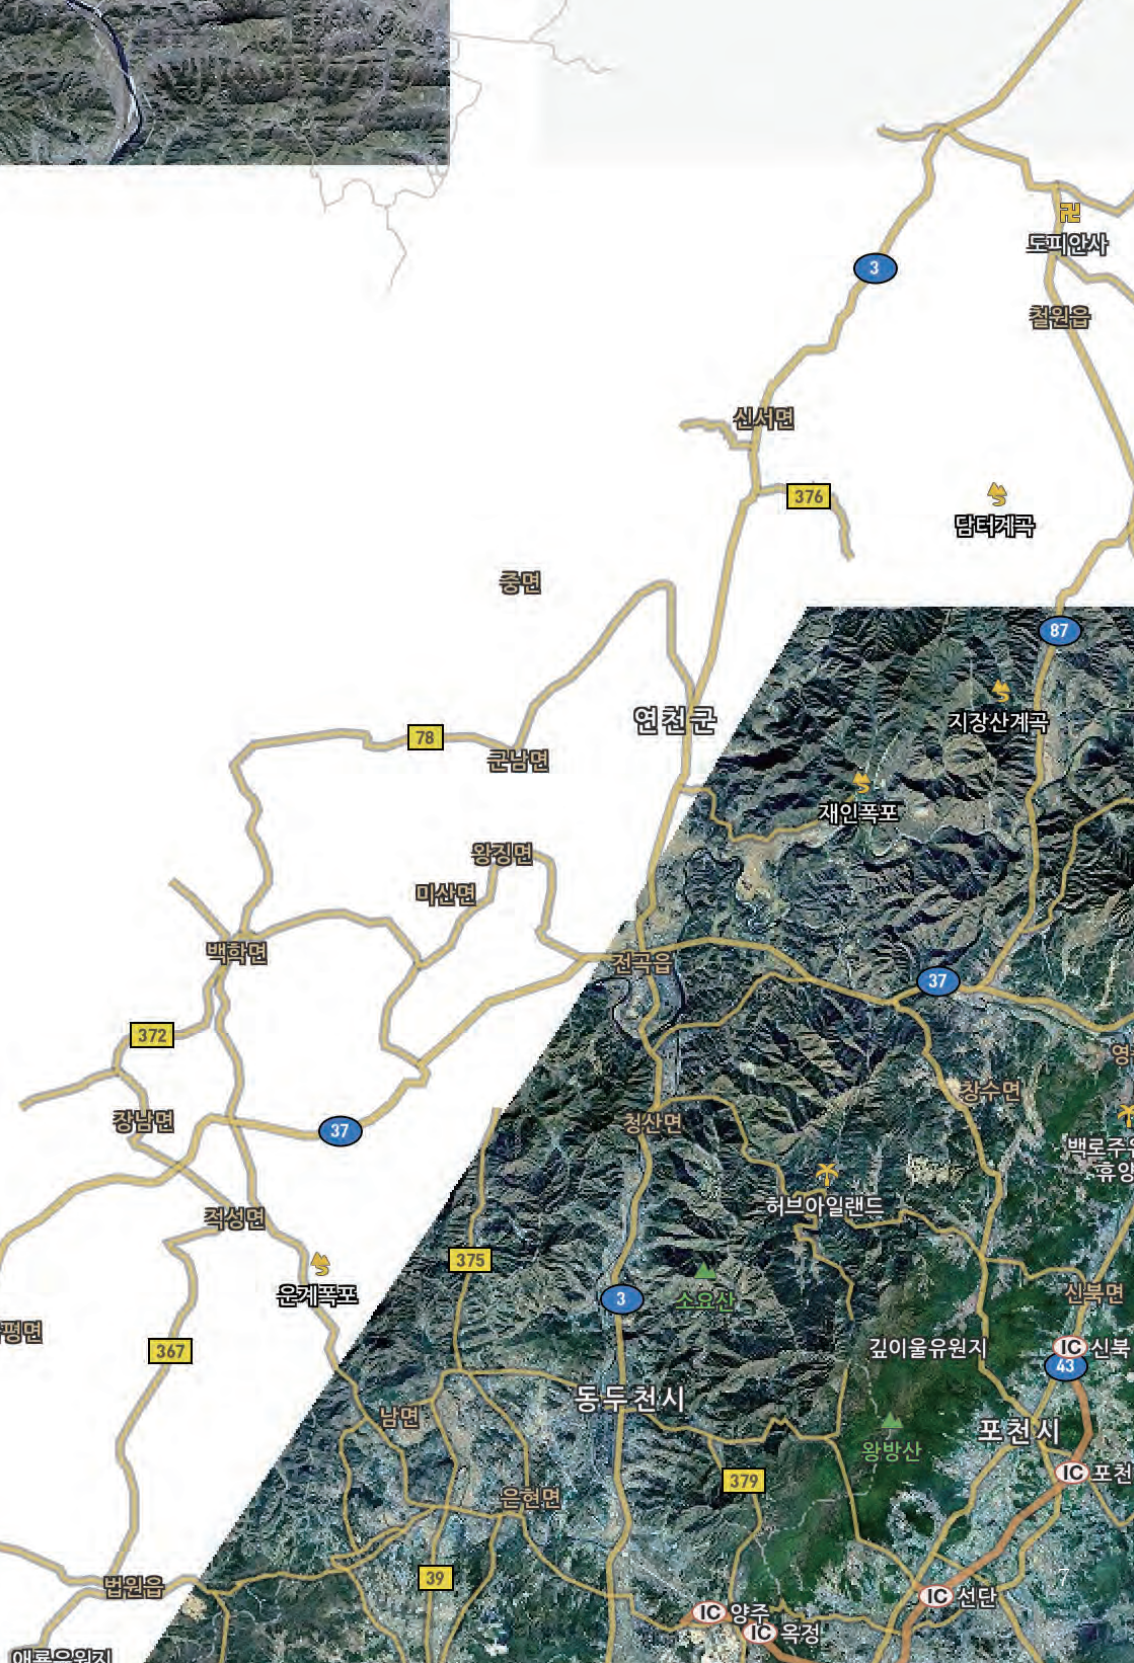 도피안사
3
철원읍
신서면
376
담터계곡
중면
87
연천군
지장산계곡
78
군남면
재인폭포
왕징면
미산면
백학면
전곡읍
37
372
창수면
장남면
37
청산면
허브아일랜드
적성면
375
운계폭포
3
소요산
신북면
평면
367
깊이울유원지
IC 신북
43
동두천시
남면
포천시
왕방산
IC 포천
379
은현면
39
법원읍
IC 선단
IC 양주
IC 옥정